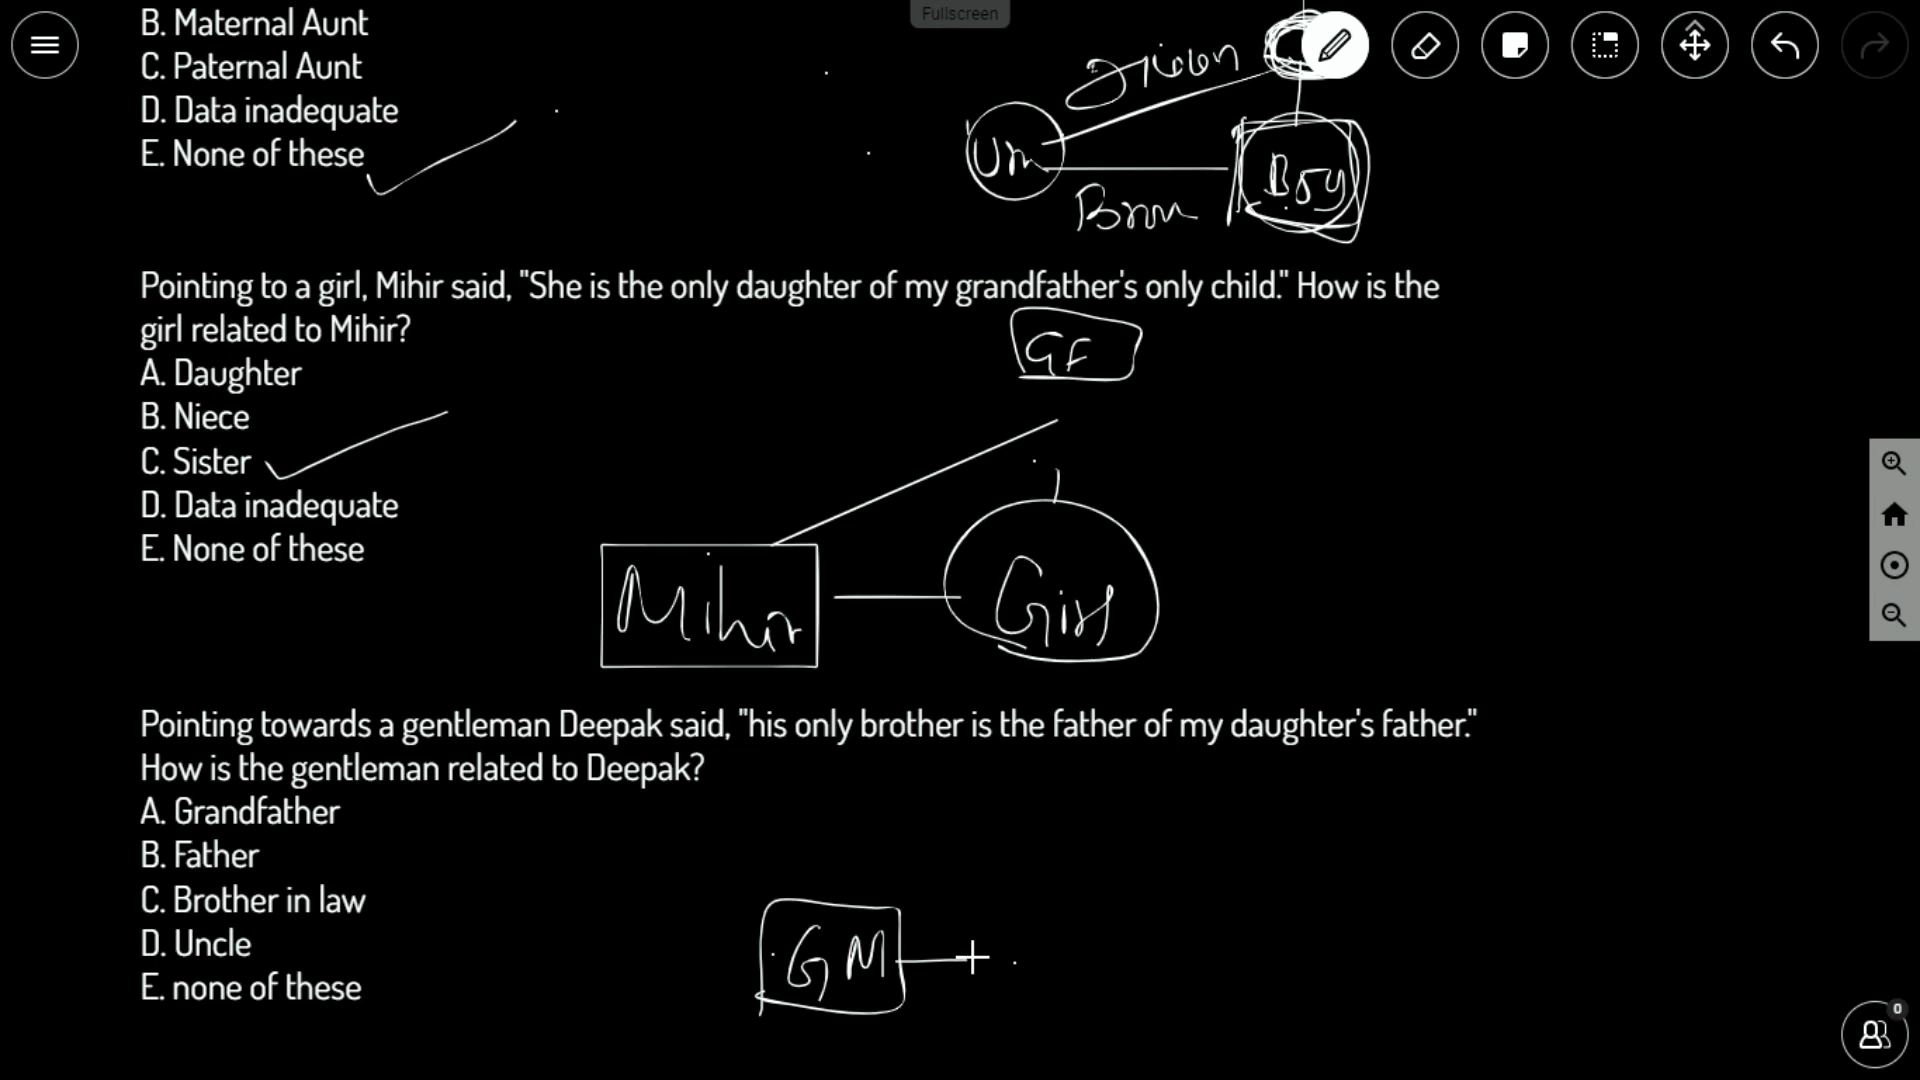 Fullscreen
B. Maternal Aunt
C. Paternal Aunt
D. Data inadequate
E. None of these
Um
Boy
Pointing to a girl, Mihir said, "She is the only daughter of my grandfather's only child." How is the
girl related to Mihir?
GF
A. Daughter
B. Niece
C. Sister
D. Data inadequate
E. None of these
Mihir
Girl
Pointing towards a gentleman Deepak said, "his only brother is the father of my daughter's father."
How is the gentleman related to Deepak?
A. Grandfather
B. Father
C. Brother in law
D. Uncle
E. none of these
GM
0